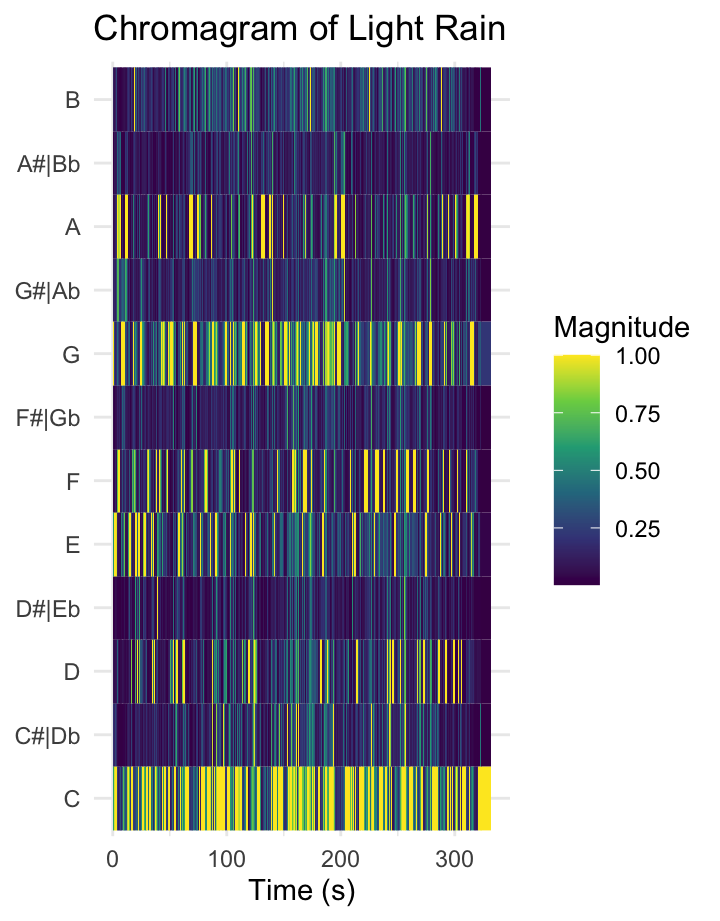 Chromagram of Light Rain
B
A#|Bb
A
G#|Ab
G
F#|Gb
F
E
D#|Eb
D
C#|Db
C
0 100 200 300
Time (s)
Magnitude
1.00
0.75
0.50
0.25